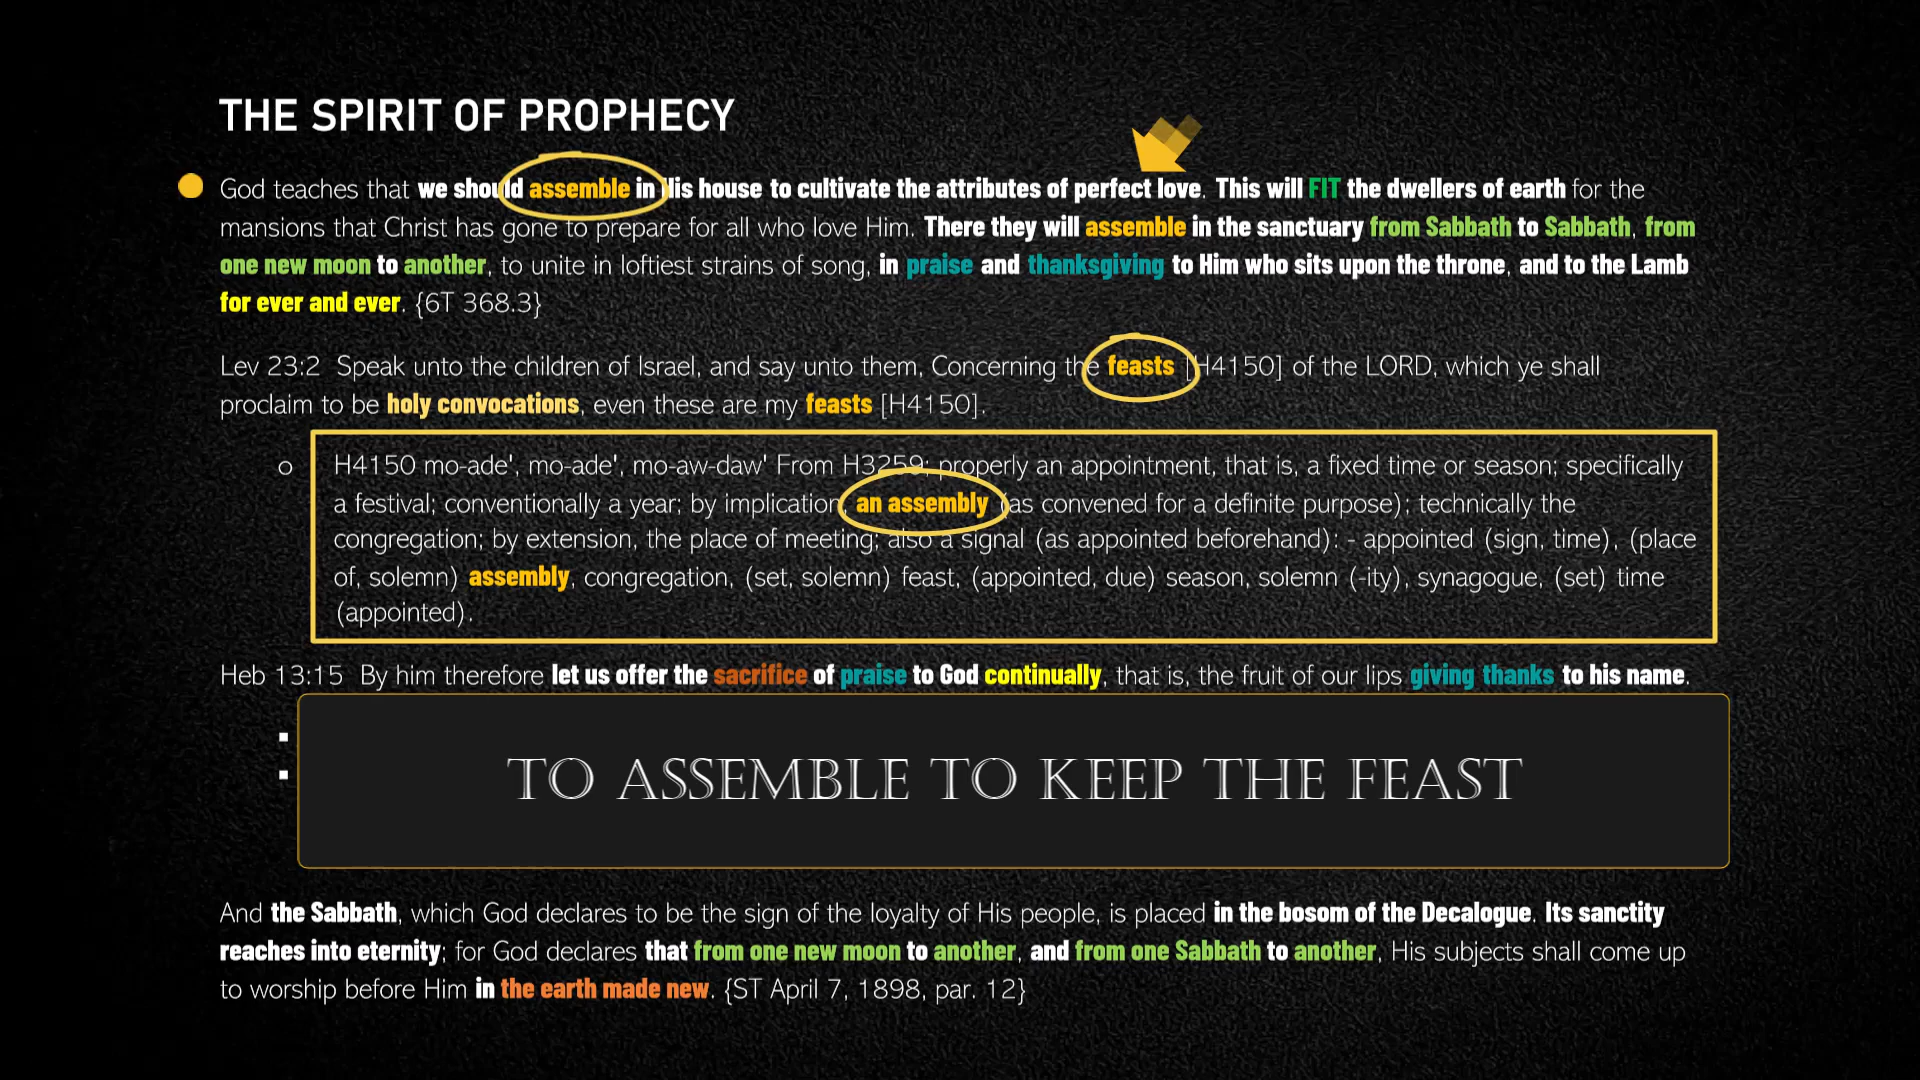 THE SPIRIT OF PROPHECY
God teaches that we should assemble in His house to cultivate the attributes of perfect love. This will FIT the dwellers of earth for the
mansions that Christ has gone to prepare for all who love Him. There they will assemble in the sanctuary from Sabbath to Sabbath, from
one new moon to another, to unite in loftiest strains of song, in praise and thanksgiving to Him who sits upon the throne, and to the Lamb
for ever and ever. {6T 368.3}
Lev 23:2 Speak unto the children of Israel, and say unto them, Concerning the feasts [H4150] of the LORD, which ye shall
proclaim to be holy convocations, even these are my feasts [H4150].
H4150 mo-ade', mo-ade', mo-aw-daw' From H3259; properly an appointment, that is, a fixed time or season; specifically
a festival; conventionally a year; by implication, an assembly (as convened for a definite purpose); technically the
congregation; by extension, the place of meeting; also a signal (as appointed beforehand): - appointed (sign, time), (place
of, solemn) assembly, congregation, (set, solemn) feast, (appointed, due) season, solemn (-ity), synagogue, (set) time
(appointed).
Heb 13:15 By him therefore let us offer the sacrifice of praise to God continually, that is, the fruit of our lips giving thanks to his name.
TO ASSEMBLE TO KEEP THE FEAST
And the Sabbath, which God declares to be the sign of the loyalty of His people, is placed in the bosom of the Decalogue. Its sanctity
reaches into eternity; for God declares that from one new moon to another, and from one Sabbath to another, His subjects shall come up
to worship before Him in the earth made new. {ST April 7, 1898, par. 12}